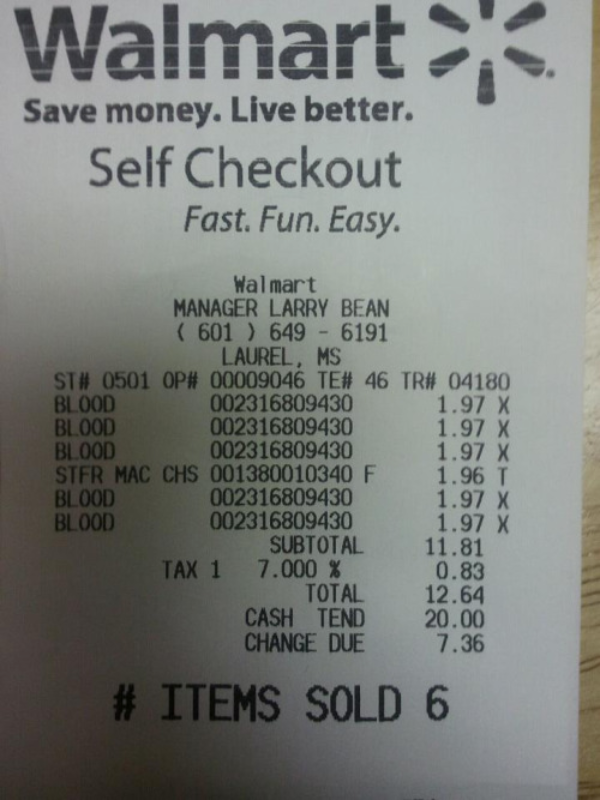 Walmart
Save money. Live better.
Self Checkout
Fast. Fun. Easy.
Walmart
MANAGER LARRY BEAN
( 601 ) 649 - 6191
LAUREL, MS
ST# 0501 OP# 00009046 TE# 46 TR# 04180
BLOOD 002316809430 1.97 X
BLOOD 002316809430 1.97 X
BLOOD 002316809430 1.97 X
STFR MAC CHS 001380010340 F 1.96 T
BLOOD 002316809430 1.97 X
BLOOD 002316809430 1.97 X
SUBTOTAL 11.81
TAX 1 7.000 % 0.83
TOTAL 12.64
CASH TEND 20.00
CHANGE DUE 7.36
# ITEMS SOLD 6